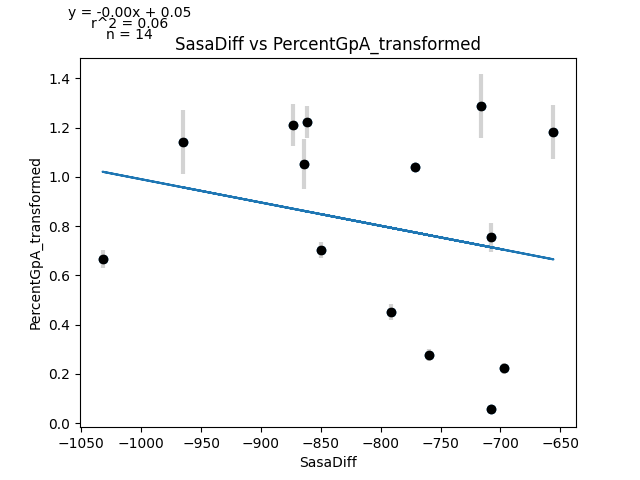 y = -0.00x + 0.05
r^2 = 0.06
n = 14
SasaDiff vs PercentGpA_transformed
PercentGpA_transformed
1.4
1.2
1.0
0.8
0.6
0.4
0.2
0.0
−1050 −1000 −950 −900 −850 −800 −750 −700 −650
SasaDiff